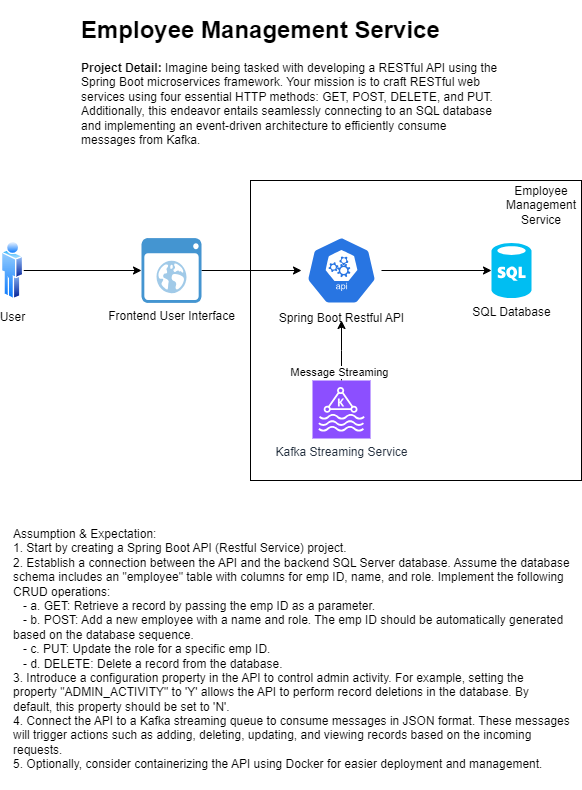 Employee Management Service
Project Detail: Imagine being tasked with developing a RESTful API using the
Spring Boot microservices framework. Your mission is to craft RESTful web
services using four essential HTTP methods: GET, POST, DELETE, and PUT.
Additionally, this endeavor entails seamlessly connecting to an SQL database
and implementing an event-driven architecture to efficiently consume
messages from Kafka.
Employee
Management
Service
SQL
api
User
Frontend User Interface
Spring Boot Restful API
SQL Database
Message Streaming
K
Kafka Streaming Service
Assumption & Expectation:
1. Start by creating a Spring Boot API (Restful Service) project.
2. Establish a connection between the API and the backend SQL Server database. Assume the database
schema includes an "employee" table with columns for emp ID, name, and role. Implement the following
CRUD operations:
- a. GET: Retrieve a record by passing the emp ID as a parameter.
- b. POST: Add a new employee with a name and role. The emp ID should be automatically generated
based on the database sequence.
- c. PUT: Update the role for a specific emp ID.
- d. DELETE: Delete a record from the database.
3. Introduce a configuration property in the API to control admin activity. For example, setting the
property "ADMIN_ACTIVITY" to 'Y' allows the API to perform record deletions in the database. By
default, this property should be set to 'N'.
4. Connect the API to a Kafka streaming queue to consume messages in JSON format. These messages
will trigger actions such as adding, deleting, updating, and viewing records based on the incoming
requests.
5. Optionally, consider containerizing the API using Docker for easier deployment and management.